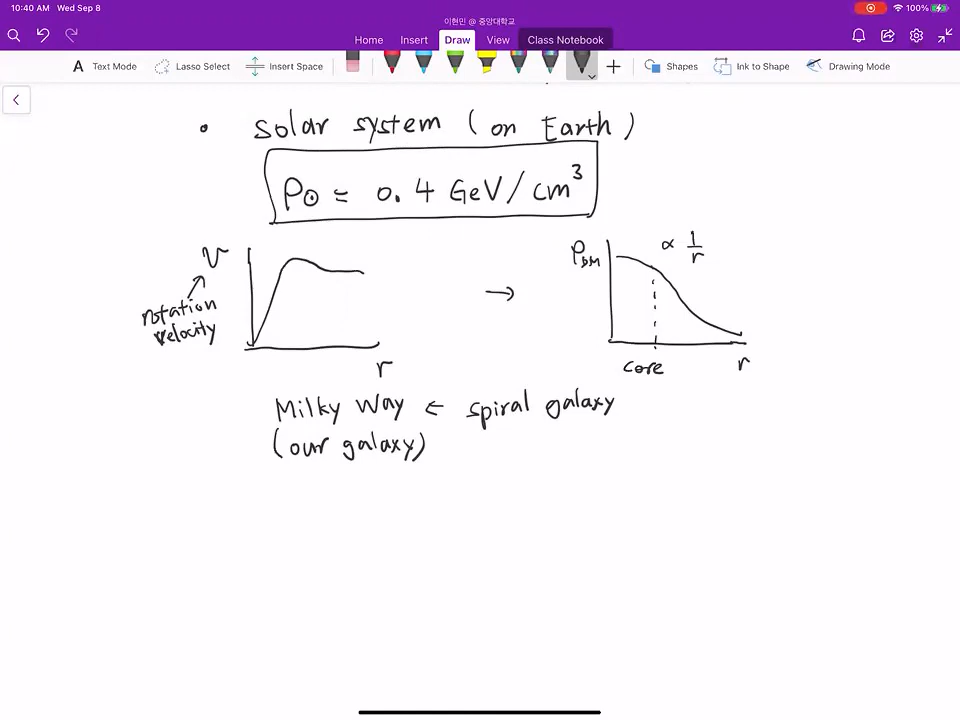 10:40 AM Wed Sep 8
100%
이현민 @ 중앙대학교
Home Insert Draw View Class Notebook
Text Mode Lasso Select Insert Space Shapes Ink to Shape Drawing Mode
• solar system (on Earth)
ρ⊙ ≃ 0.4 GeV/cm³
v
rotation
velocity
r
→
ρ_DM
∝ 1/r
core
r
Milky Way ← spiral galaxy
(our galaxy)